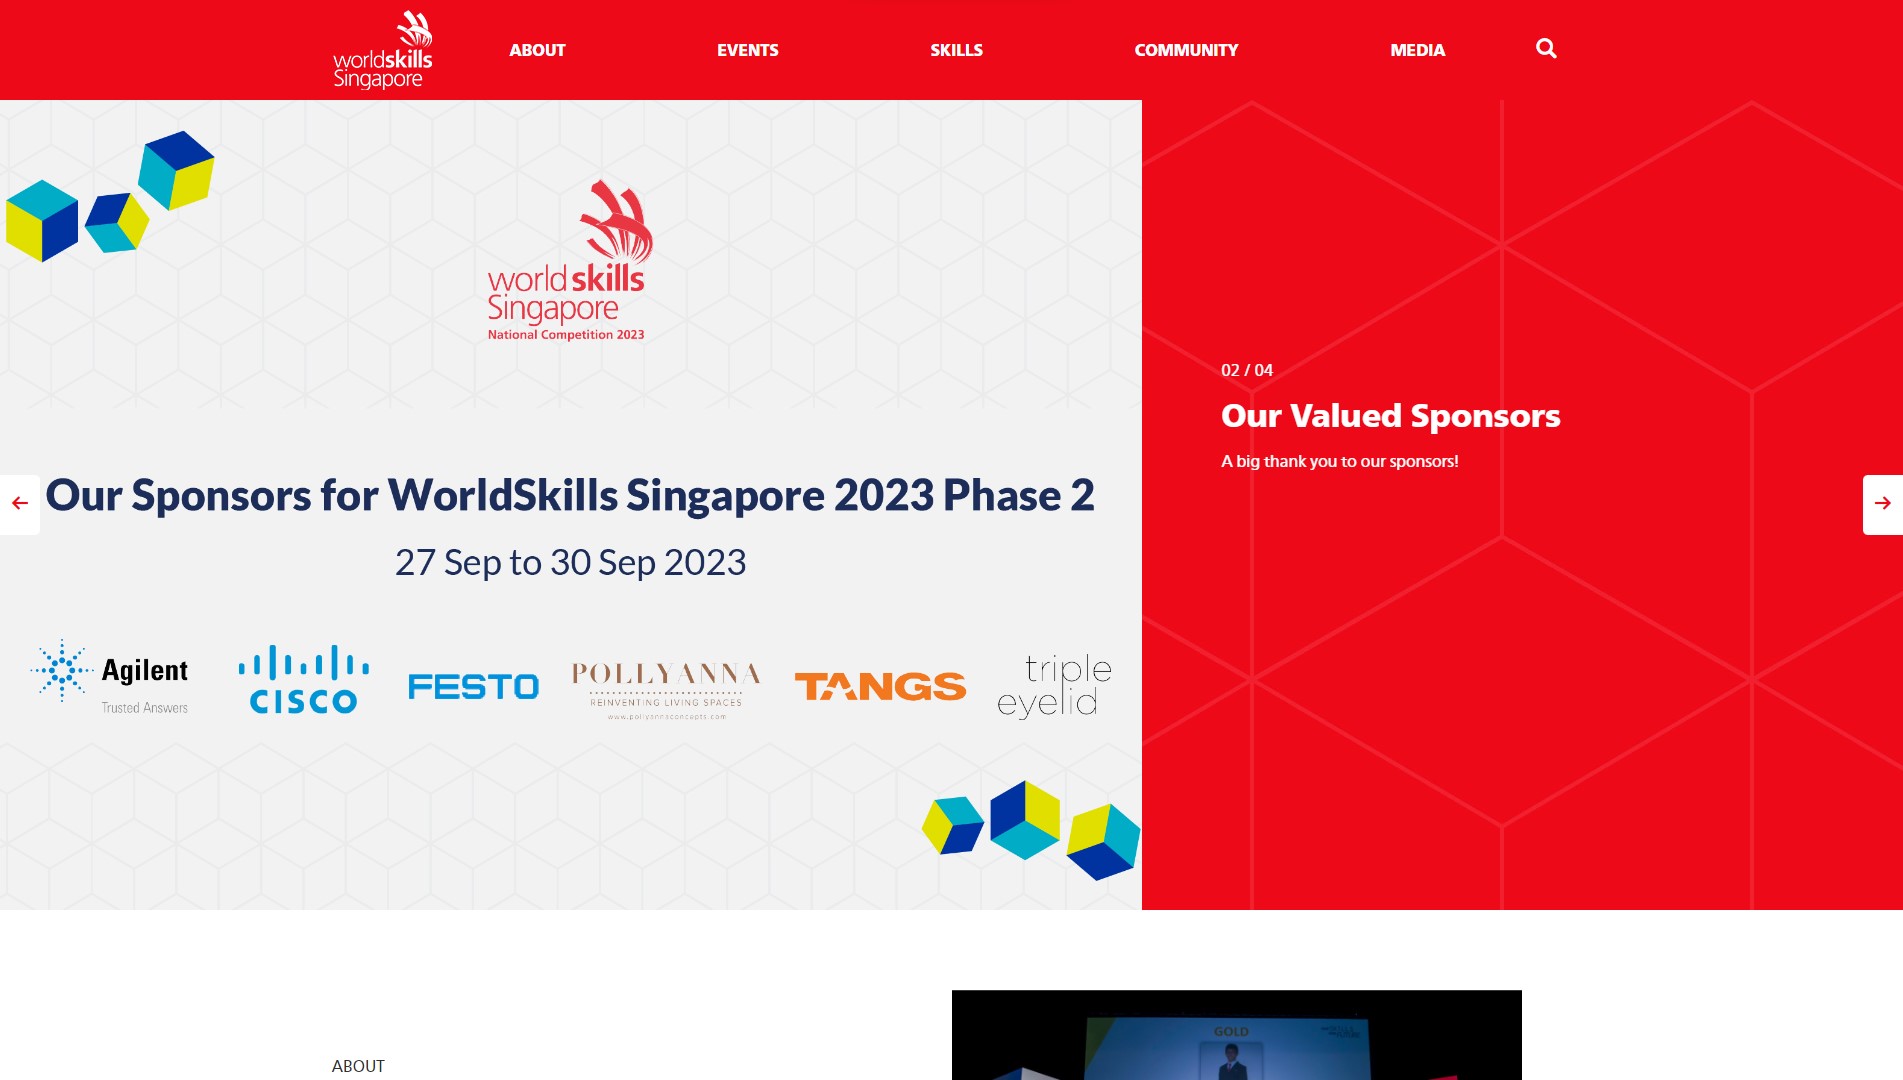 worldskills
Singapore
ABOUT
EVENTS
SKILLS
COMMUNITY
MEDIA
world skills
Singapore
National Competition 2023
Our Sponsors for WorldSkills Singapore 2023 Phase 2
27 Sep to 30 Sep 2023
Agilent
Trusted Answers
CISCO
FESTO
POLLYANNA
REINVENTING LIVING SPACES
www.pollyannaconcepts.com
TANGS
triple
eyelid
02 / 04
Our Valued Sponsors
A big thank you to our sponsors!
ABOUT
GOLD